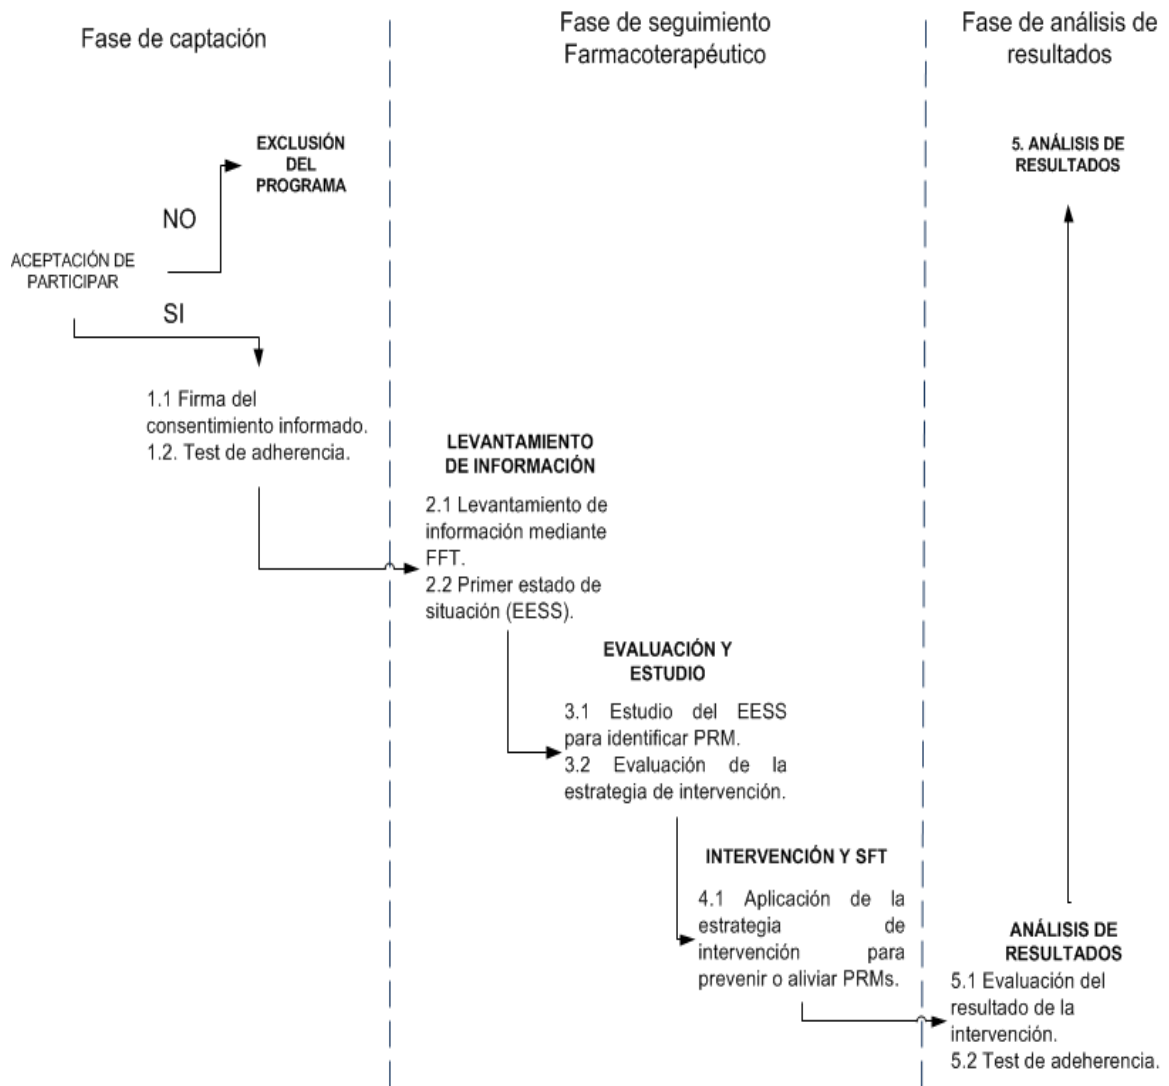 Fase de captación
Fase de seguimiento
Farmacoterapéutico
Fase de análisis de
resultados
EXCLUSIÓN
DEL
PROGRAMA
NO
ACEPTACIÓN DE
PARTICIPAR
SI
1.1 Firma del
consentimiento informado.
1.2. Test de adherencia.
LEVANTAMIENTO
DE INFORMACIÓN
2.1 Levantamiento de
información mediante
FFT.
2.2 Primer estado de
situación (EESS).
EVALUACIÓN Y
ESTUDIO
3.1 Estudio del EESS
para identificar PRM.
3.2 Evaluación de la
estrategia de intervención.
INTERVENCIÓN Y SFT
4.1 Aplicación de la
estrategia de
intervención para
prevenir o aliviar PRMs.
5. ANÁLISIS DE
RESULTADOS
ANÁLISIS DE
RESULTADOS
5.1 Evaluación del
resultado de la
intervención.
5.2 Test de adeherencia.